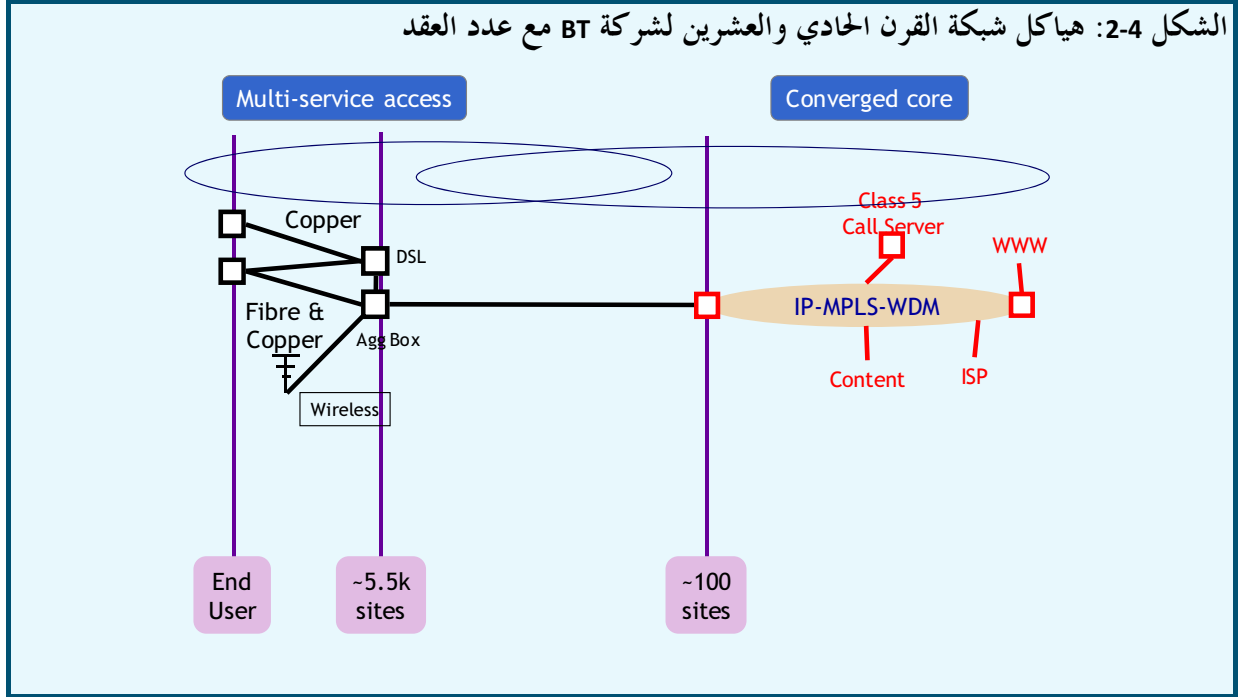 الشكل 4-2: هياكل شبكة القرن الحادي والعشرين لشركة BT مع عدد العقد
Multi-service access
Converged core
Copper
DSL
Fibre &
Copper
Agg Box
Wireless
Class 5
Call Server
WWW
IP-MPLS-WDM
Content
ISP
End
User
~5.5k
sites
~100
sites